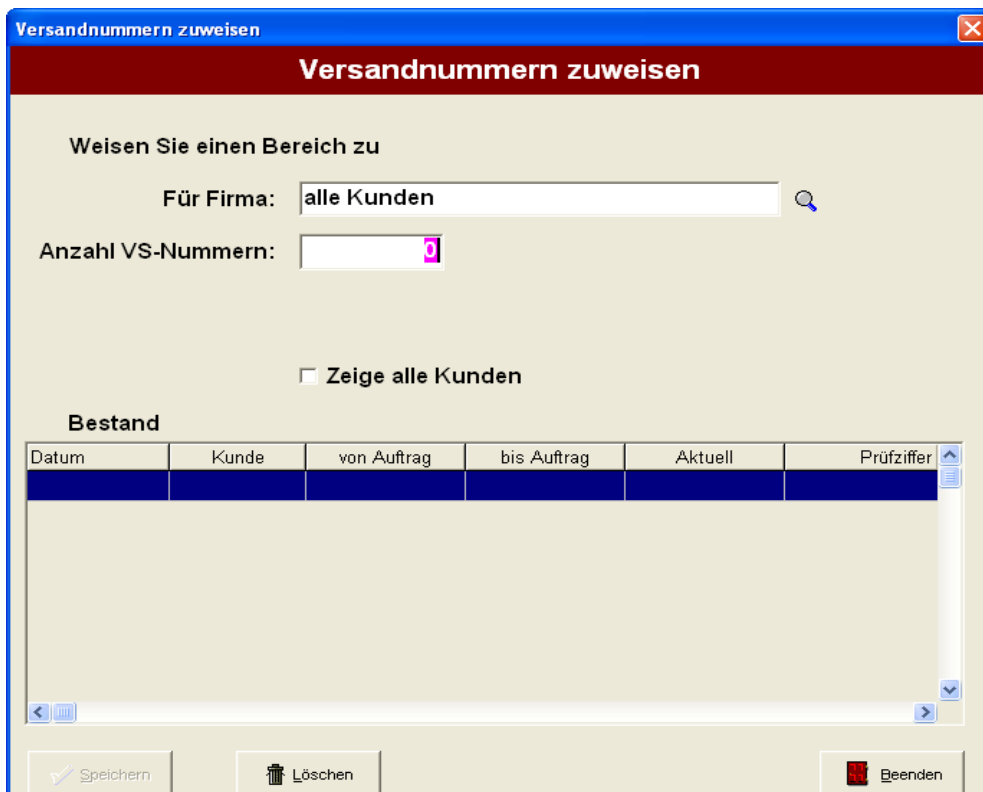 Versandnummern zuweisen
Versandnummern zuweisen
Weisen Sie einen Bereich zu
Für Firma: alle Kunden
Anzahl VS-Nummern: 0
Zeige alle Kunden
Bestand
Datum Kunde von Auftrag bis Auftrag Aktuell Prüfziffer
Speichern Löschen Beenden